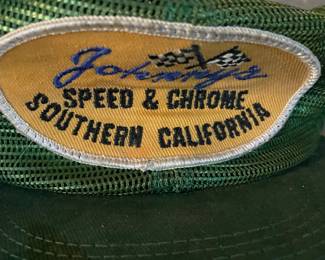 Johnny's
SPEED & CHROME
SOUTHERN CALIFORNIA